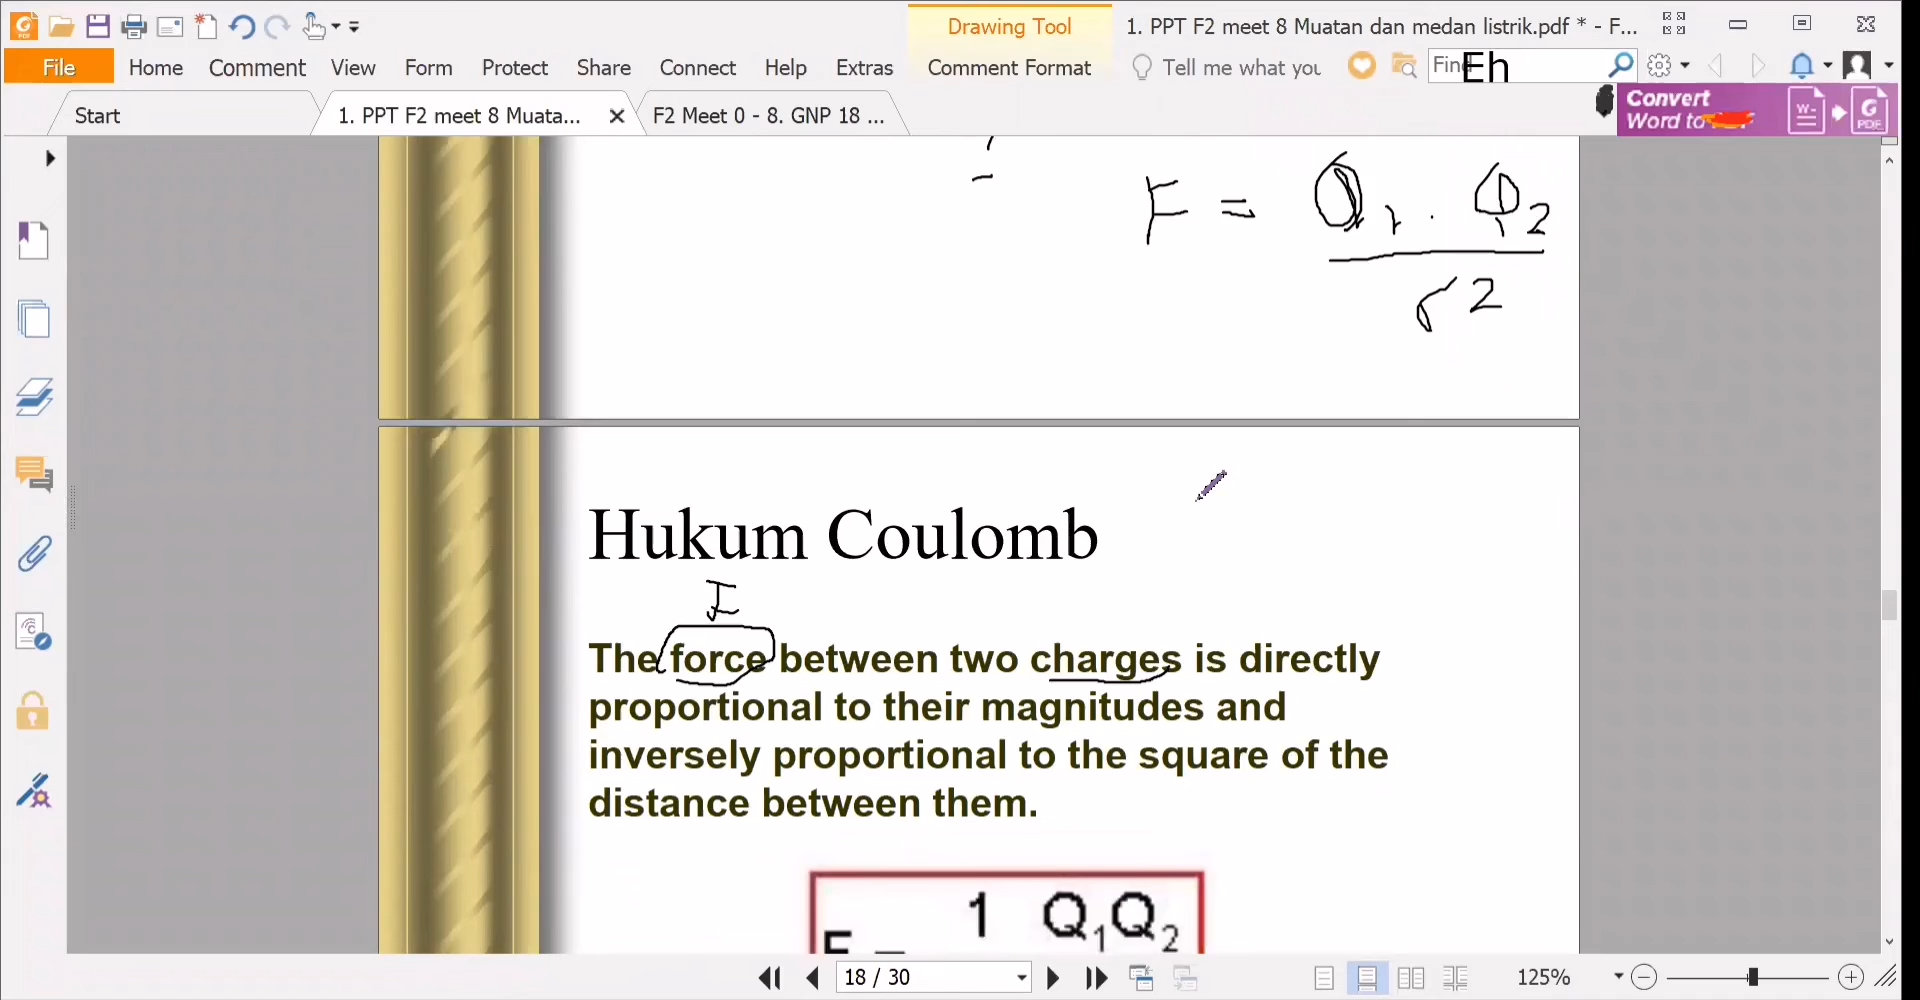 Drawing Tool
1. PPT F2 meet 8 Muatan dan medan listrik.pdf * - F...
File Home Comment View Form Protect Share Connect Help Extras Comment Format Tell me what you Find
Eh
Start
1. PPT F2 meet 8 Muata...
F2 Meet 0 - 8. GNP 18 ...
Convert
Word to
W
PDF
F = Q1 . Q2
r2
Hukum Coulomb
F
The force between two charges is directly
proportional to their magnitudes and
inversely proportional to the square of the
distance between them.
1 Q1Q2
F =
18 / 30
125%